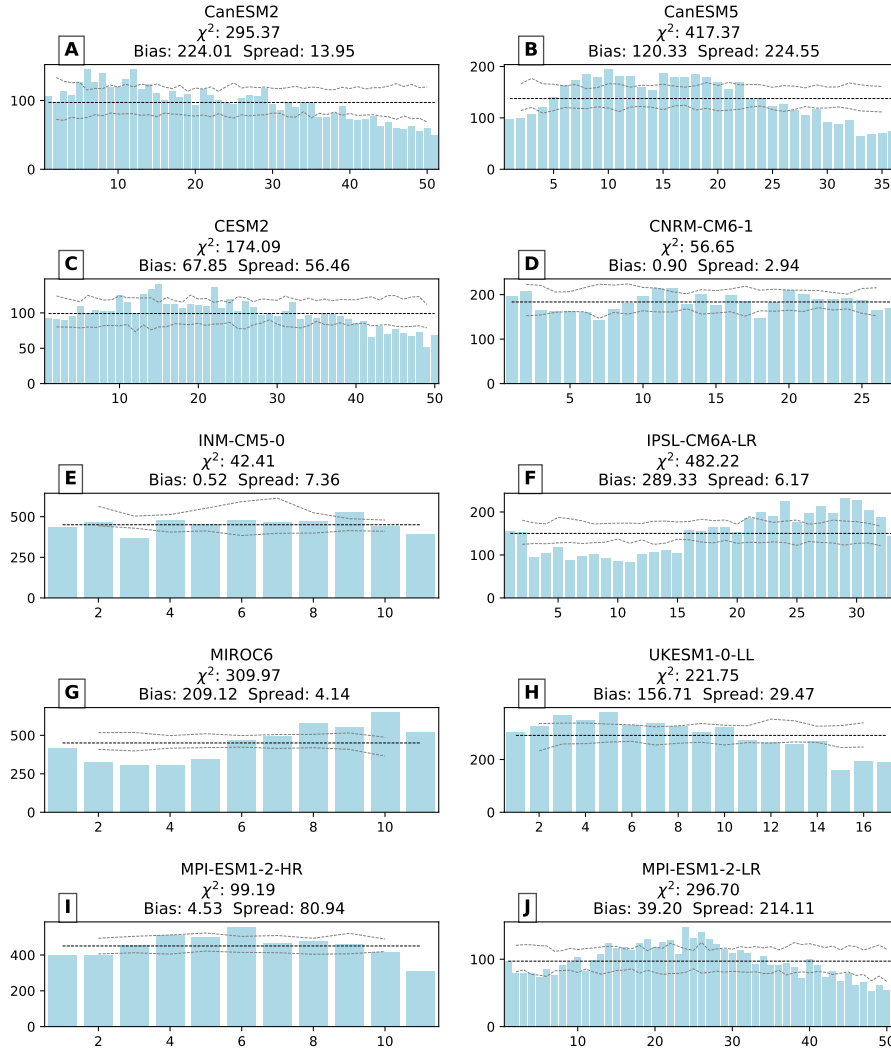 CanESM2
χ²: 295.37
Bias: 224.01 Spread: 13.95
A
100
0
10 20 30 40 50
CanESM5
χ²: 417.37
Bias: 120.33 Spread: 224.55
B
200
100
0
5 10 15 20 25 30 35
CESM2
χ²: 174.09
Bias: 67.85 Spread: 56.46
C
100
50
0
10 20 30 40 50
CNRM-CM6-1
χ²: 56.65
Bias: 0.90 Spread: 2.94
D
200
100
0
5 10 15 20 25
INM-CM5-0
χ²: 42.41
Bias: 0.52 Spread: 7.36
E
500
250
0
2 4 6 8 10
IPSL-CM6A-LR
χ²: 482.22
Bias: 289.33 Spread: 6.17
F
200
100
0
5 10 15 20 25 30
MIROC6
χ²: 309.97
Bias: 209.12 Spread: 4.14
G
500
250
0
2 4 6 8 10
UKESM1-0-LL
χ²: 221.75
Bias: 156.71 Spread: 29.47
H
200
0
2 4 6 8 10 12 14 16
MPI-ESM1-2-HR
χ²: 99.19
Bias: 4.53 Spread: 80.94
I
400
200
0
2 4 6 8 10
MPI-ESM1-2-LR
χ²: 296.70
Bias: 39.20 Spread: 214.11
J
100
0
10 20 30 40 50